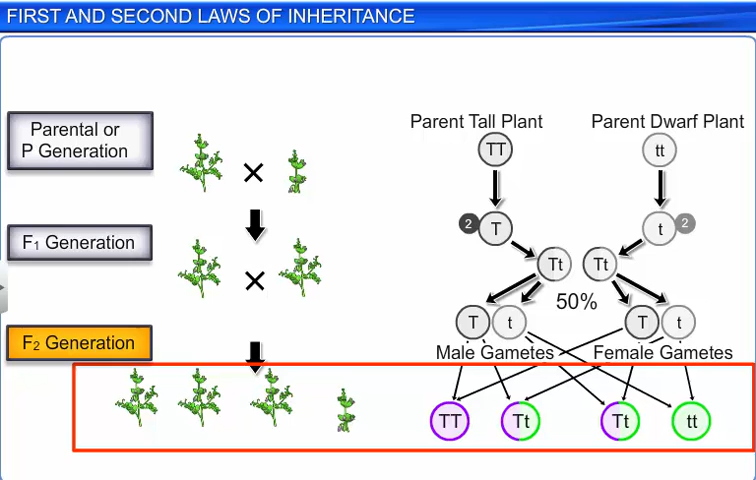 FIRST AND SECOND LAWS OF INHERITANCE
Parental or
P Generation
Parent Tall Plant
Parent Dwarf Plant
TT
tt
×
F₁ Generation
2
T
t
2
Tt
Tt
×
50%
F₂ Generation
T
t
T
t
Male Gametes
Female Gametes
TT
Tt
Tt
tt